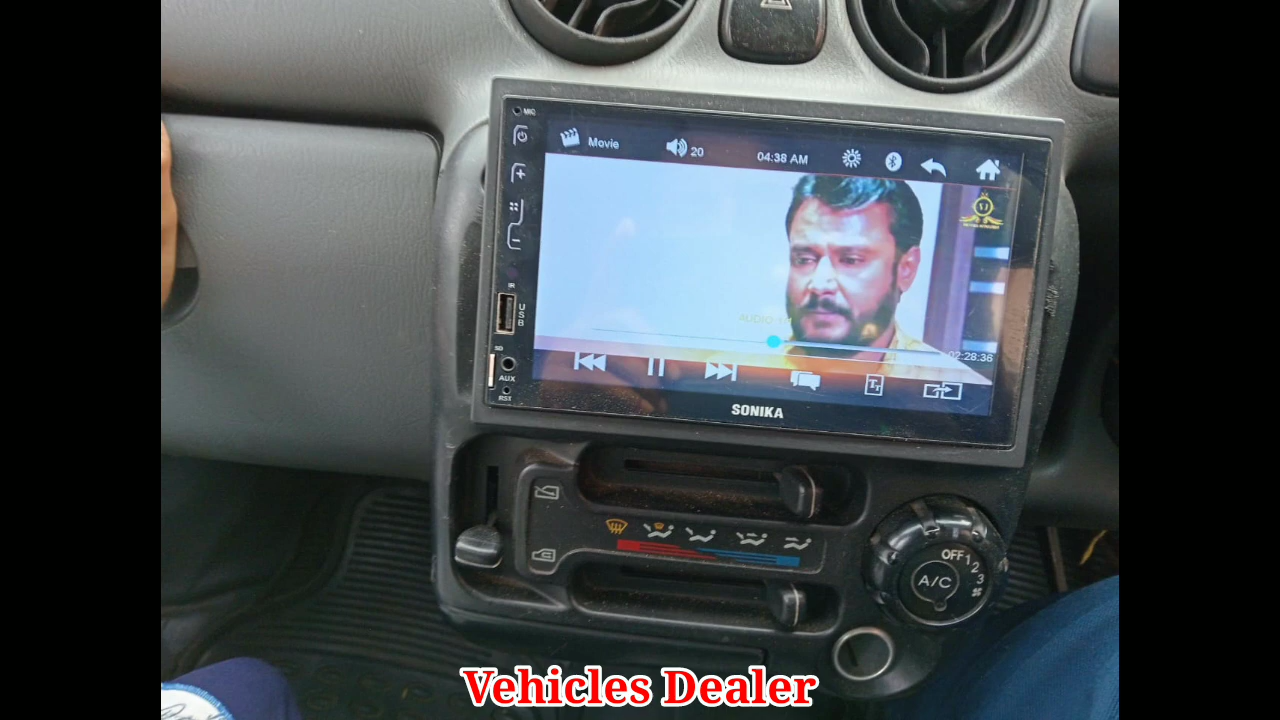 MIC
Movie
20
04:38 AM
IR
USB
SD
AUX
RST
02:28:36
SONIKA
OFF 1 2 3
A/C
Vehicles Dealer